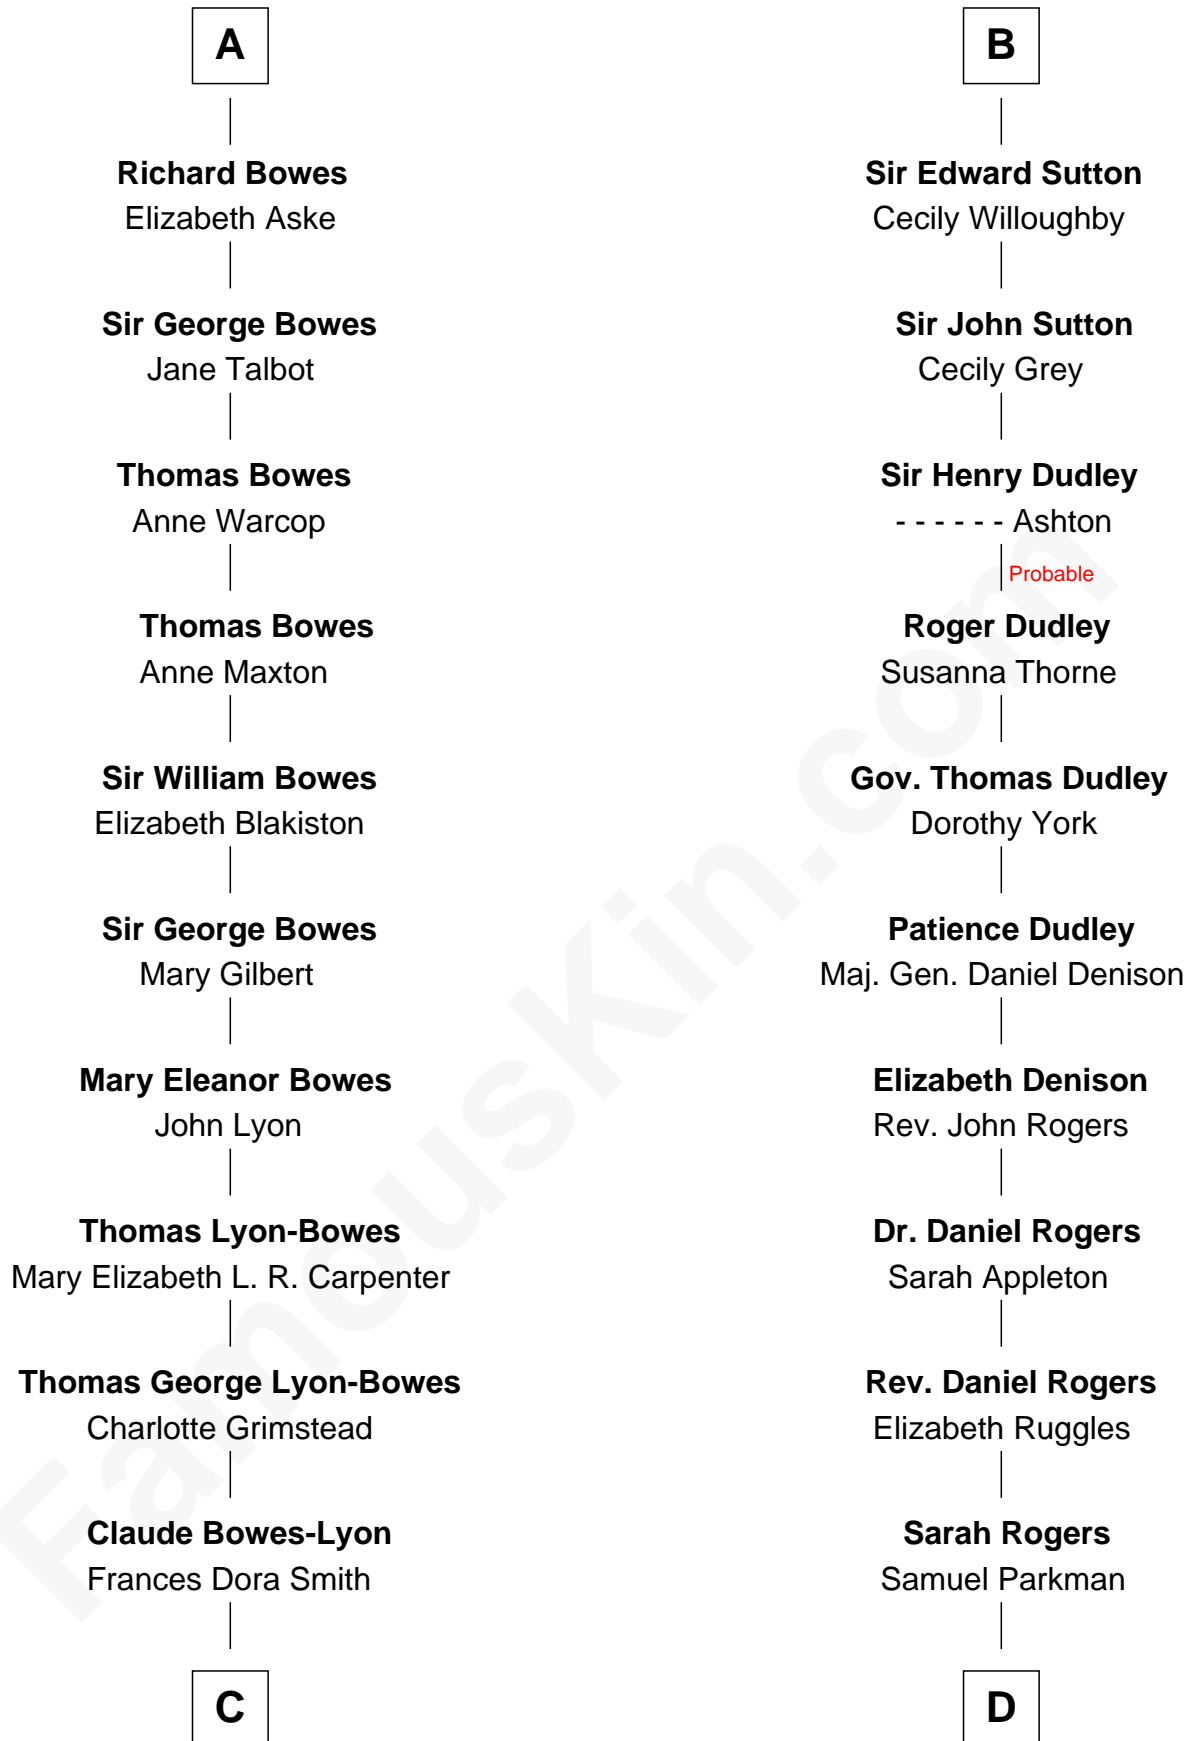 A
Richard Bowes
Elizabeth Aske
Sir George Bowes
Jane Talbot
Thomas Bowes
Anne Warcop
Thomas Bowes
Anne Maxton
Sir William Bowes
Elizabeth Blakiston
Sir George Bowes
Mary Gilbert
Mary Eleanor Bowes
John Lyon
Thomas Lyon-Bowes
Mary Elizabeth L. R. Carpenter
Thomas George Lyon-Bowes
Charlotte Grimstead
Claude Bowes-Lyon
Frances Dora Smith
C
B
Sir Edward Sutton
Cecily Willoughby
Sir John Sutton
Cecily Grey
Sir Henry Dudley
- - - - - - Ashton
Probable
Roger Dudley
Susanna Thorne
Gov. Thomas Dudley
Dorothy York
Patience Dudley
Maj. Gen. Daniel Denison
Elizabeth Denison
Rev. John Rogers
Dr. Daniel Rogers
Sarah Appleton
Rev. Daniel Rogers
Elizabeth Ruggles
Sarah Rogers
Samuel Parkman
D
FamousKin.com